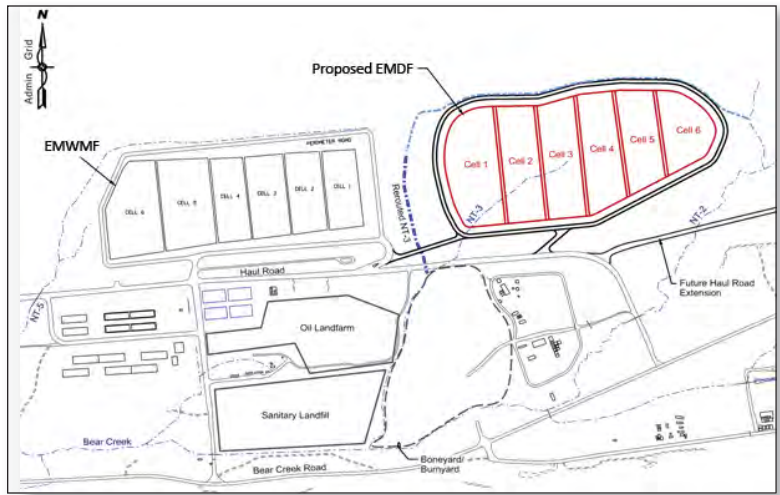 N
Admin Grid
Proposed EMDF
EMWMF
PERIMETER ROAD
CELL 6
CELL 5
CELL 4
CELL 3
CELL 2
CELL 1
Cell 1
Cell 2
Cell 3
Cell 4
Cell 5
Cell 6
Rerouted NT-3
NT-3
NT-2
Haul Road
Future Haul Road
Extension
NT-5
Oil Landfarm
Sanitary Landfill
Bear Creek
Bear Creek Road
Boneyard/
Burnyard